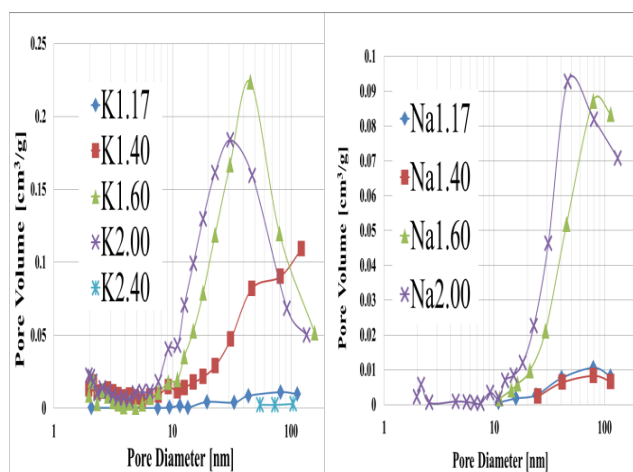 0.25
0.2
0.15
0.1
0.05
0
1
10
100
Pore Volume [cm³/g]
Pore Diameter [nm]
K1.17
K1.40
K1.60
K2.00
K2.40
0.1
0.09
0.08
0.07
0.06
0.05
0.04
0.03
0.02
0.01
0
1
10
100
Pore Volume [cm³/g]
Pore Diameter [nm]
Na1.17
Na1.40
Na1.60
Na2.00